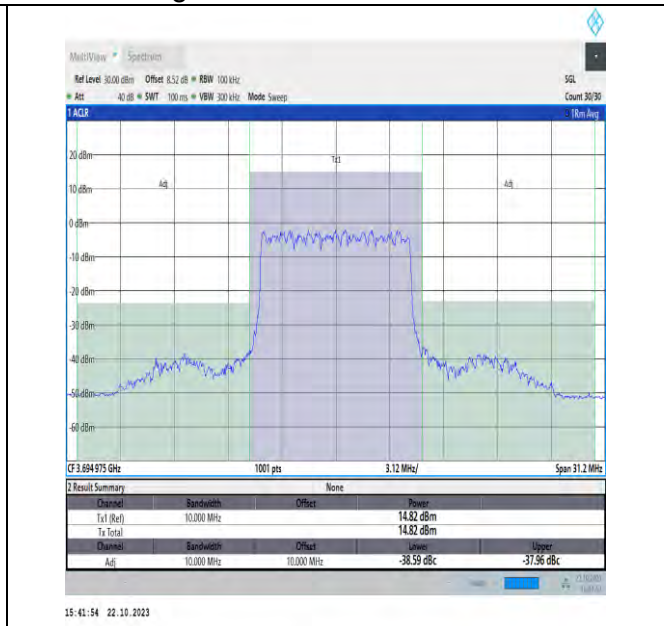 MultiView Spectrum
Ref Level 30.00 dBm Offset 8.52 dB RBW 100 kHz SGL
Att 40 dB SWT 100 ms VBW 300 kHz Mode Sweep Count 30/30
1 ACLR 1Rm Avg
Tx1
20 dBm
Adj Adj
10 dBm
0 dBm
-10 dBm
-20 dBm
-30 dBm
-40 dBm
-50 dBm
-60 dBm
CF 3.694975 GHz 1001 pts 3.12 MHz/ Span 31.2 MHz
2 Result Summary None
Channel Bandwidth Offset Power
Tx1 (Ref) 10.000 MHz 14.82 dBm
Tx Total 14.82 dBm
Channel Bandwidth Offset Lower Upper
Adj 10.000 MHz 10.000 MHz -38.59 dBc -37.96 dBc
15:41:54 22.10.2023